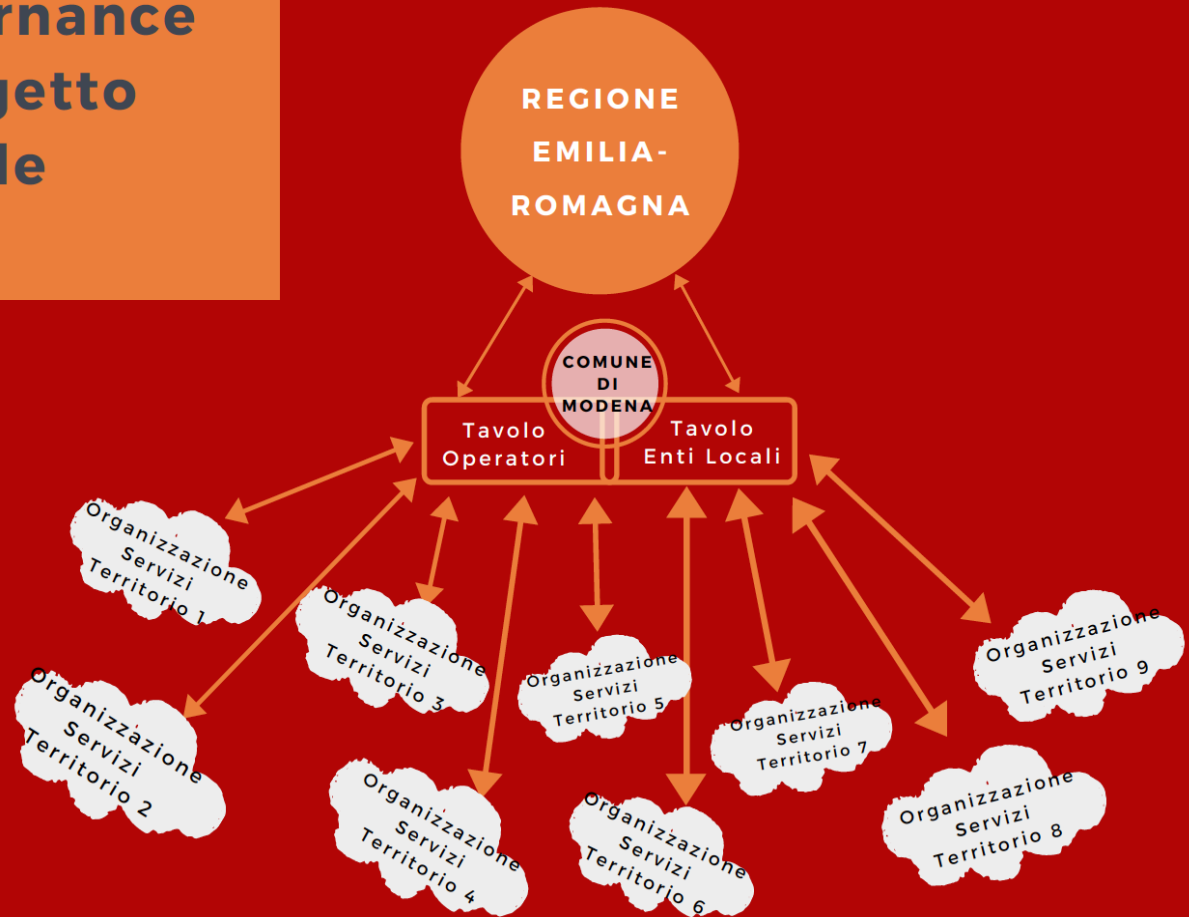 rnance
getto
le
REGIONE
EMILIA-
ROMAGNA
COMUNE
DI
MODENA
Tavolo
Operatori
Tavolo
Enti Locali
Organizzazione
Servizi
Territorio 1
Organizzazione
Servizi
Territorio 2
Organizzazione
Servizi
Territorio 3
Organizzazione
Servizi
Territorio 4
Organizzazione
Servizi
Territorio 5
Organizzazione
Servizi
Territorio 6
Organizzazione
Servizi
Territorio 7
Organizzazione
Servizi
Territorio 8
Organizzazione
Servizi
Territorio 9